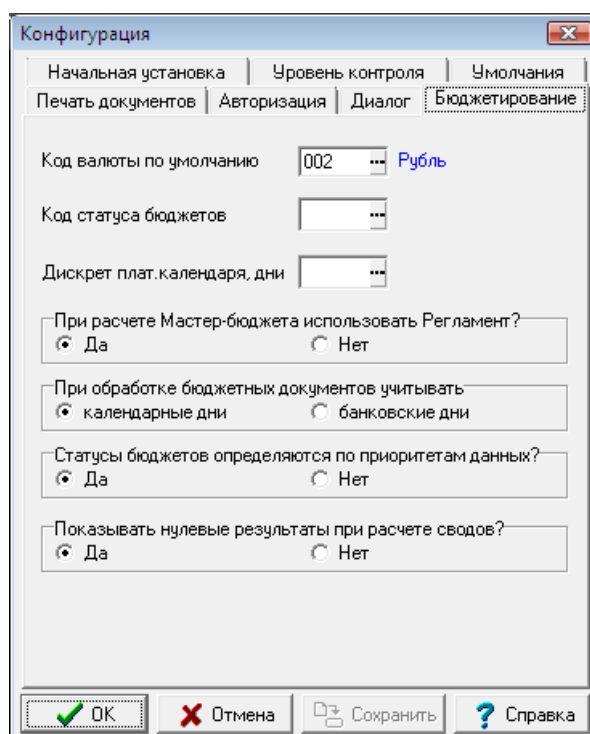 Конфигурация
Начальная установка Уровень контроля Умолчания
Печать документов Авторизация Диалог Бюджетирование
Код валюты по умолчанию 002 Рубль
Код статуса бюджетов
Дискрет плат.календаря, дни
При расчете Мастер-бюджета использовать Регламент?
Да Нет
При обработке бюджетных документов учитывать
календарные дни банковские дни
Статусы бюджетов определяются по приоритетам данных?
Да Нет
Показывать нулевые результаты при расчете сводов?
Да Нет
OK Отмена Сохранить Справка